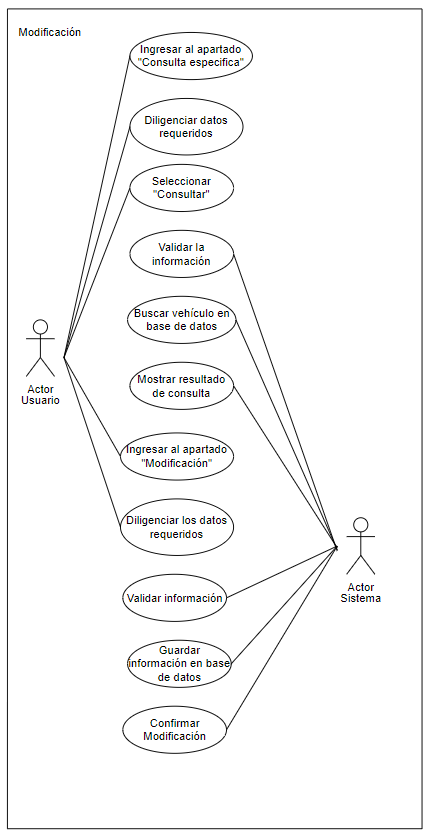 Modificación
Ingresar al apartado
"Consulta especifica"
Diligenciar datos
requeridos
Seleccionar
"Consultar"
Validar la
información
Buscar vehículo en
base de datos
Mostrar resultado
de consulta
Actor
Usuario
Ingresar al apartado
"Modificación"
Diligenciar los datos
requeridos
Actor
Sistema
Validar información
Guardar
información en base
de datos
Confirmar
Modificación